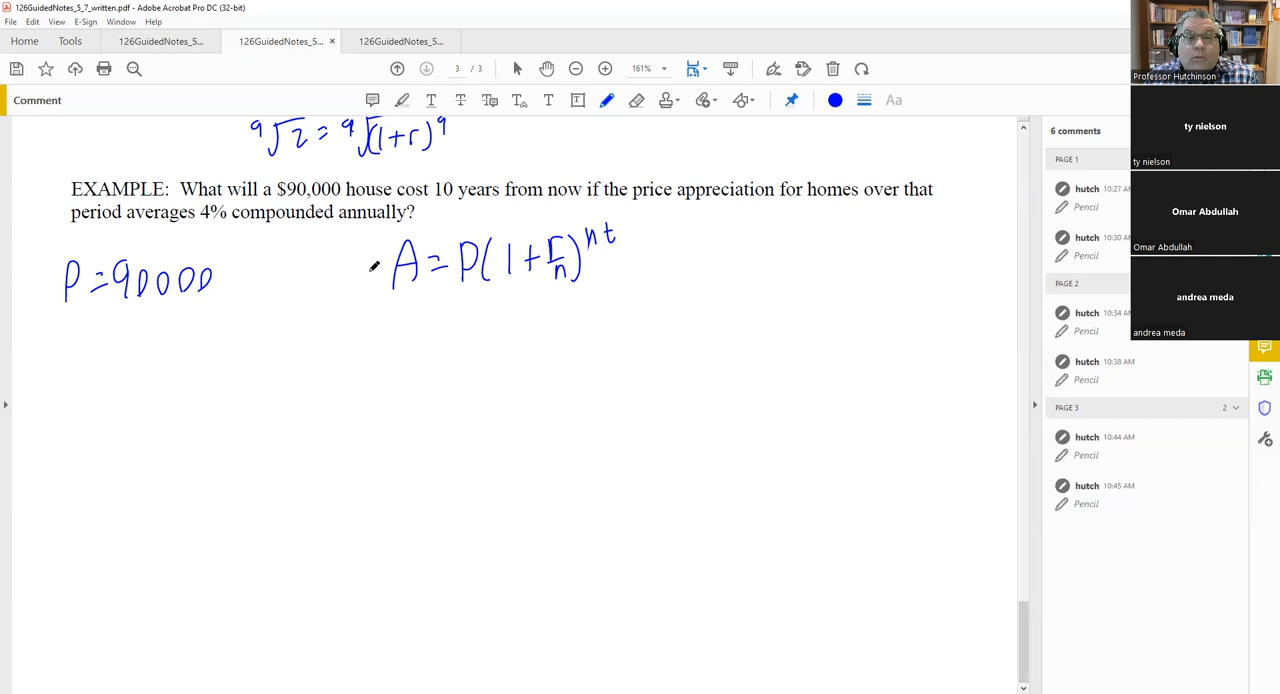 126GuidedNotes_5_7_written.pdf - Adobe Acrobat Pro DC (32-bit)
File Edit View E-Sign Window Help
Home Tools 126GuidedNotes_5_... 126GuidedNotes_5_... × 126GuidedNotes_5_...
3 / 3 161%
Comment
Aa
⁹√2 = ⁹√(1+r)⁹
EXAMPLE: What will a $90,000 house cost 10 years from now if the price appreciation for homes over that
period averages 4% compounded annually?
A = P(1 + r/n)^nt
P = 90000
6 comments
PAGE 1
hutch 10:27 AM
Pencil
hutch 10:30 AM
Pencil
PAGE 2
hutch 10:34 AM
Pencil
hutch 10:38 AM
Pencil
PAGE 3 2
hutch 10:44 AM
Pencil
hutch 10:45 AM
Pencil
Professor Hutchinson
ty nielson
ty nielson
Omar Abdullah
Omar Abdullah
andrea meda
andrea meda